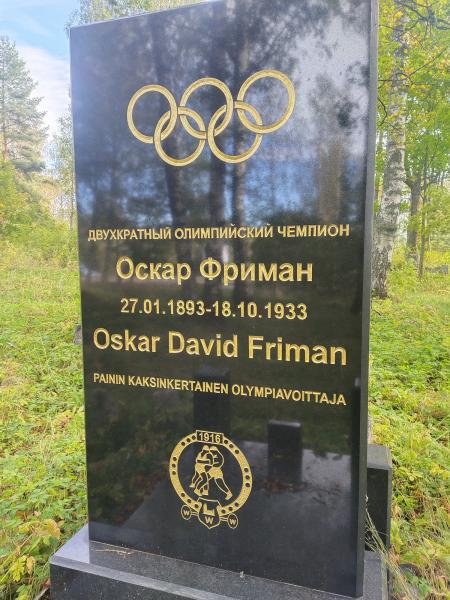 ДВУХКРАТНЫЙ ОЛИМПИЙСКИЙ ЧЕМПИОН
Оскар Фриман
27.01.1893-18.10.1933
Oskar David Friman
PAININ KAKSINKERTAINEN OLYMPIAVOITTAJA
1916
L
W W W